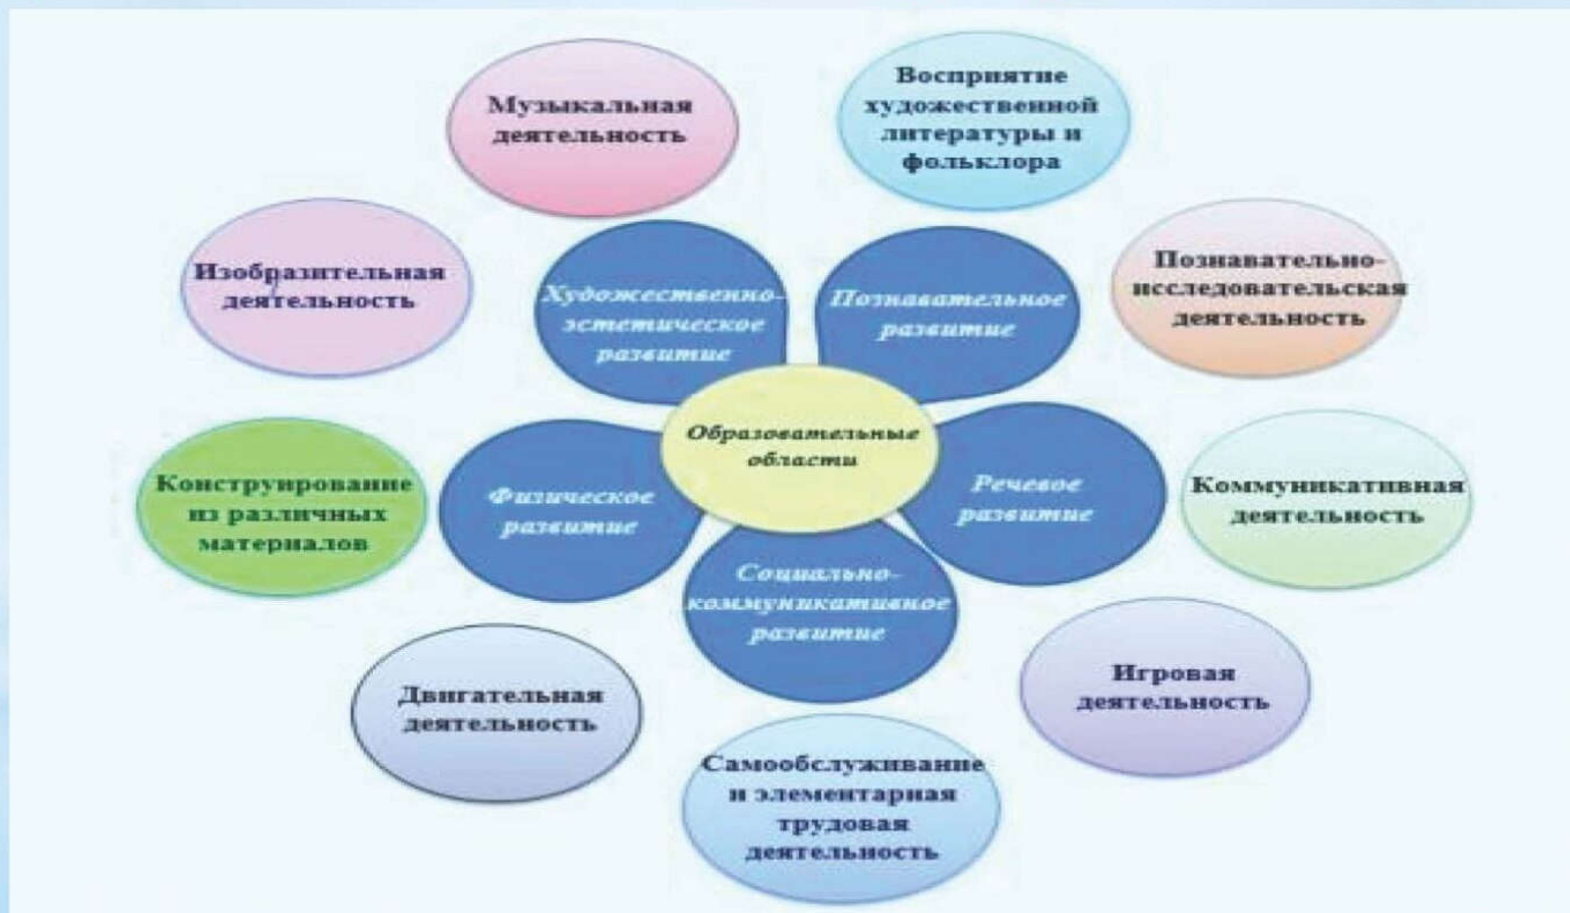 Музыкальная
деятельность
Восприятие
художественной
литературы и
фольклора
Изобразительная
деятельность
Художественно-
эстетическое
развитие
Познавательное
развитие
Познавательно-
исследовательская
деятельность
Образовательные
области
Конструирование
из различных
материалов
Физическое
развитие
Речевое
развитие
Коммуникативная
деятельность
Социально-
коммуникативное
развитие
Двигательная
деятельность
Игровая
деятельность
Самообслуживание
и элементарная
трудовая
деятельность